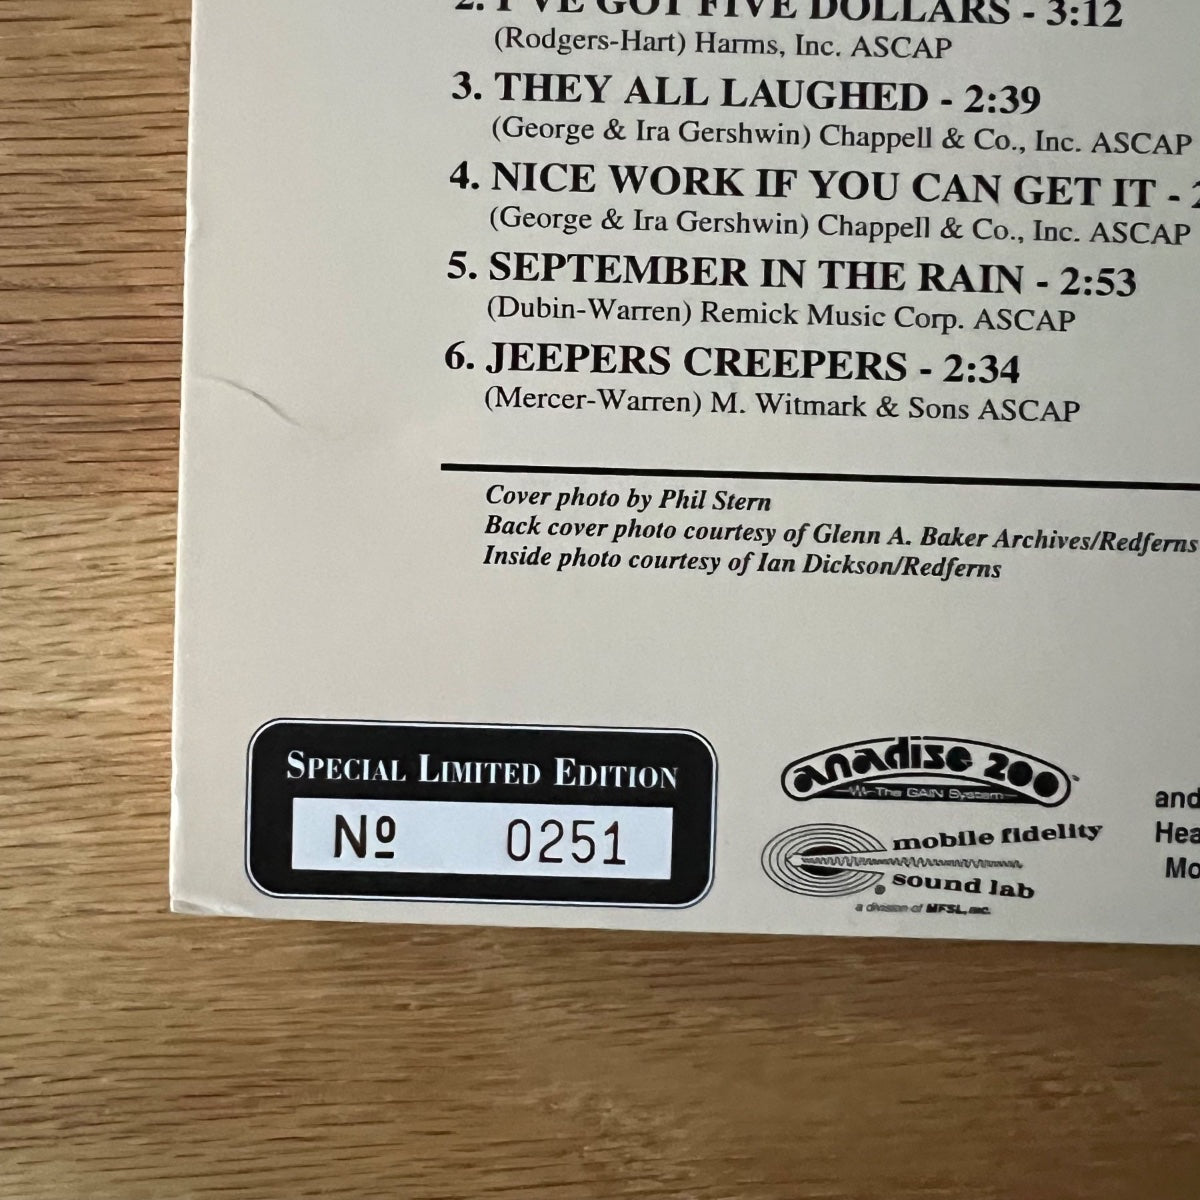 2. I'VE GOT FIVE DOLLARS - 3:12
(Rodgers-Hart) Harms, Inc. ASCAP
3. THEY ALL LAUGHED - 2:39
(George & Ira Gershwin) Chappell & Co., Inc. ASCAP
4. NICE WORK IF YOU CAN GET IT -
(George & Ira Gershwin) Chappell & Co., Inc. ASCAP
5. SEPTEMBER IN THE RAIN - 2:53
(Dubin-Warren) Remick Music Corp. ASCAP
6. JEEPERS CREEPERS - 2:34
(Mercer-Warren) M. Witmark & Sons ASCAP
Cover photo by Phil Stern
Back cover photo courtesy of Glenn A. Baker Archives/Redferns
Inside photo courtesy of Ian Dickson/Redferns
SPECIAL LIMITED EDITION
Nº 0251
anadisc 200™
The GAIN System
mobile fidelity
sound lab
a division of MFSL, inc.
and